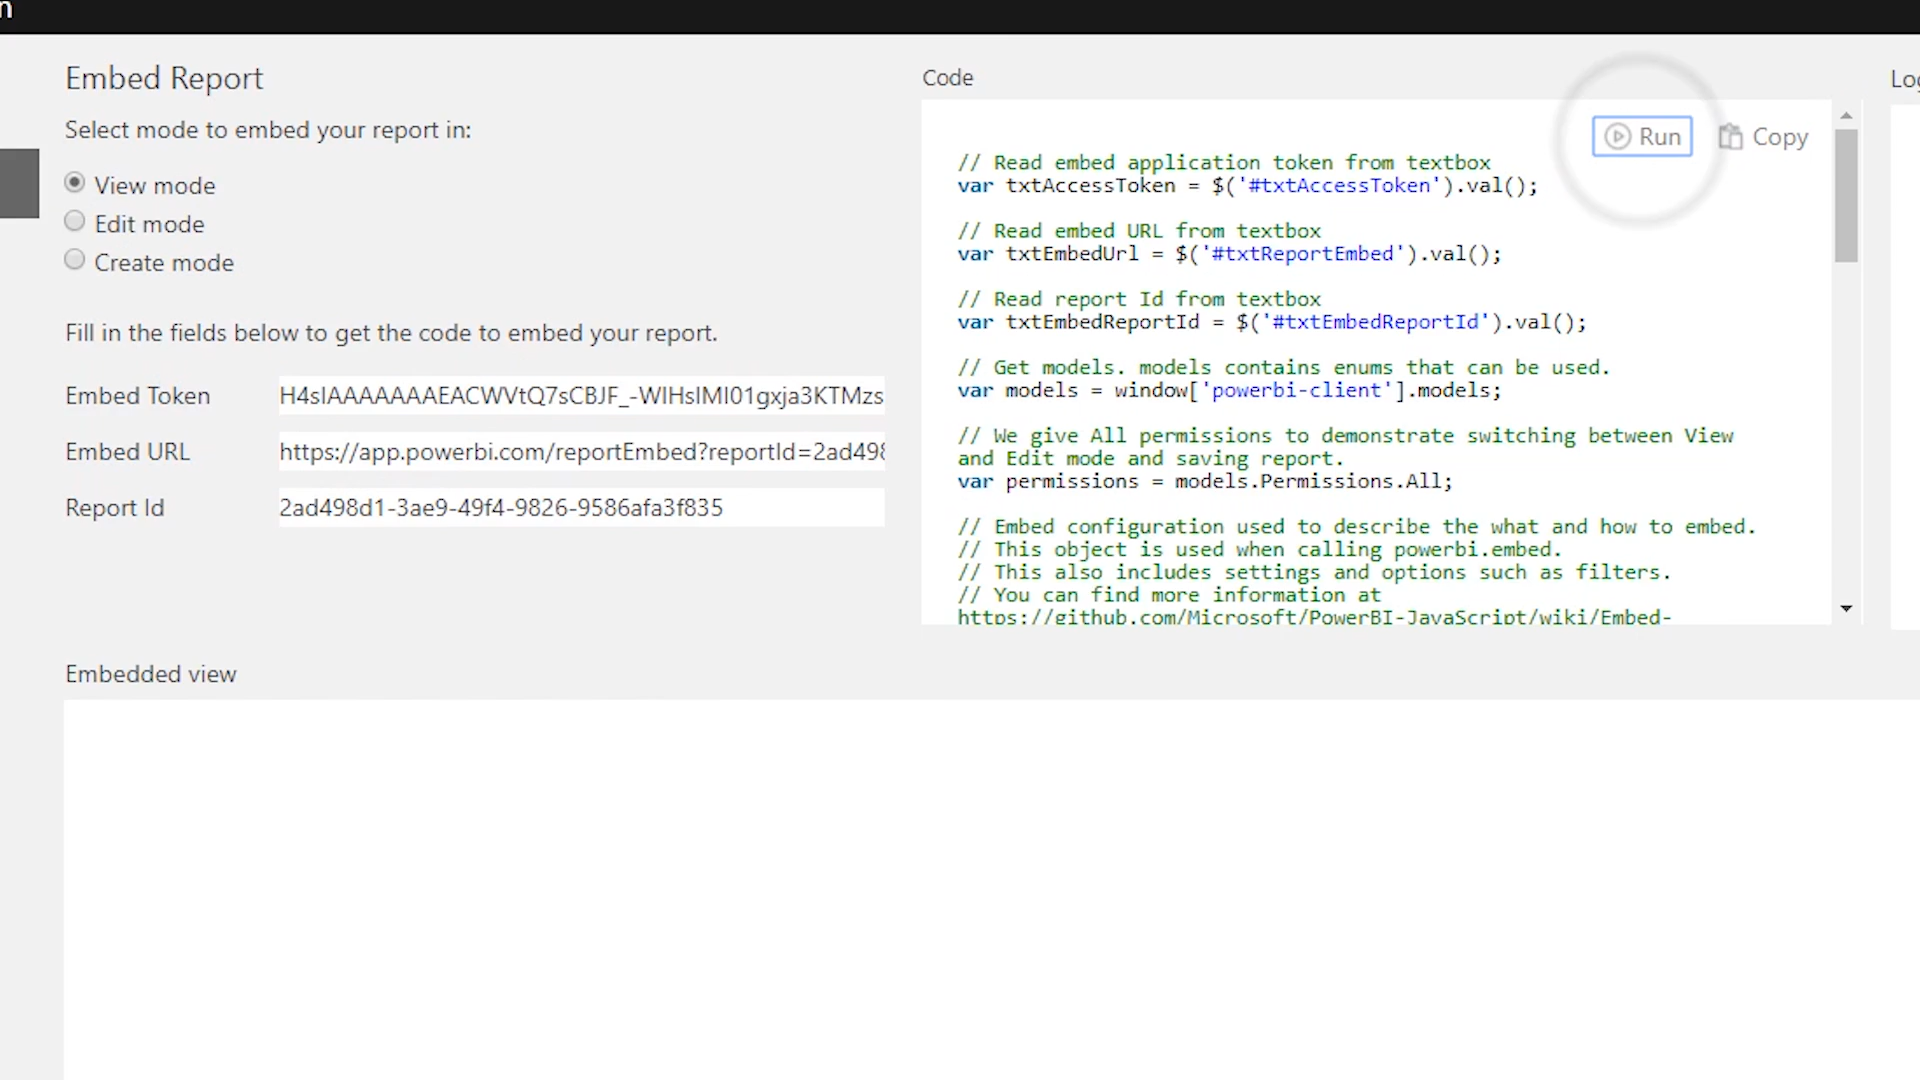 n
Embed Report
Select mode to embed your report in:
View mode
Edit mode
Create mode
Fill in the fields below to get the code to embed your report.
Embed Token H4sIAAAAAAAEACWVtQ7sCBJF_-WlHsIMI01gxja3KTMzs
Embed URL https://app.powerbi.com/reportEmbed?reportId=2ad498
Report Id 2ad498d1-3ae9-49f4-9826-9586afa3f835
Code
Run Copy
// Read embed application token from textbox
var txtAccessToken = $('#txtAccessToken').val();
// Read embed URL from textbox
var txtEmbedUrl = $('#txtReportEmbed').val();
// Read report Id from textbox
var txtEmbedReportId = $('#txtEmbedReportId').val();
// Get models. models contains enums that can be used.
var models = window['powerbi-client'].models;
// We give All permissions to demonstrate switching between View
and Edit mode and saving report.
var permissions = models.Permissions.All;
// Embed configuration used to describe the what and how to embed.
// This object is used when calling powerbi.embed.
// This also includes settings and options such as filters.
// You can find more information at
https://github.com/Microsoft/PowerBI-JavaScript/wiki/Embed-
Log
Embedded view